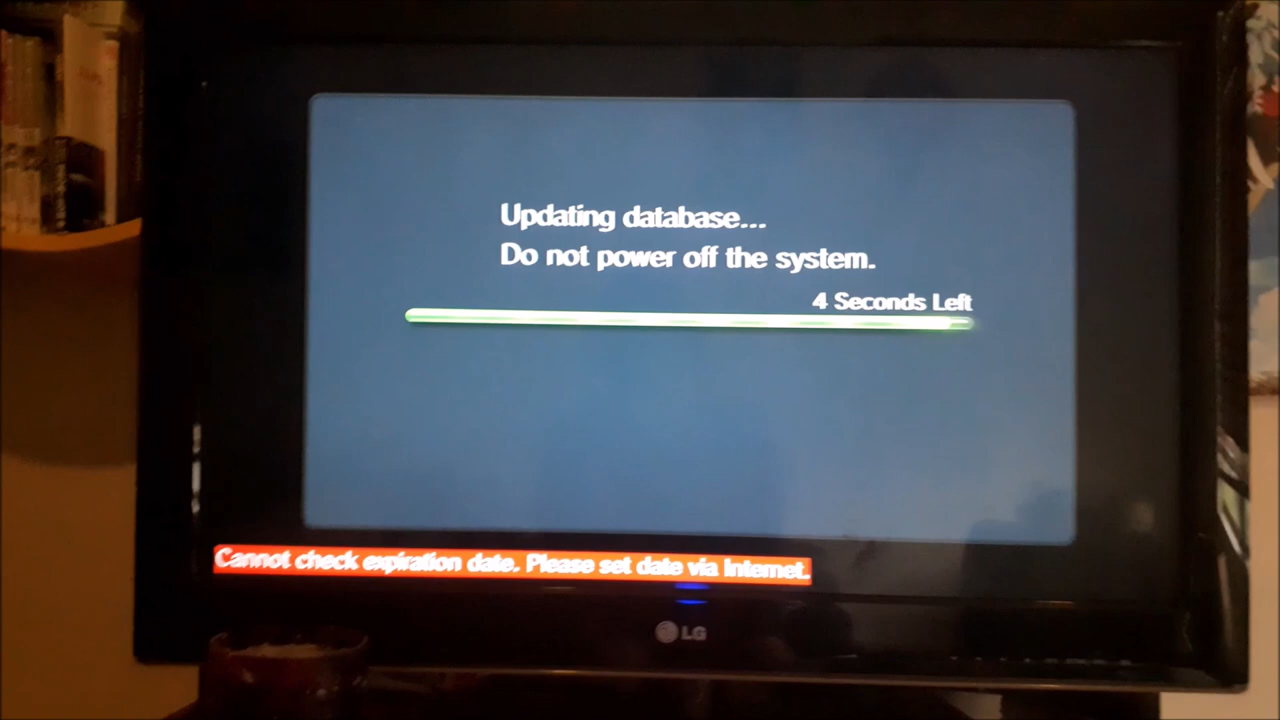 Updating database...
Do not power off the system.
4 Seconds Left
Cannot check expiration date. Please set date via Internet.
LG